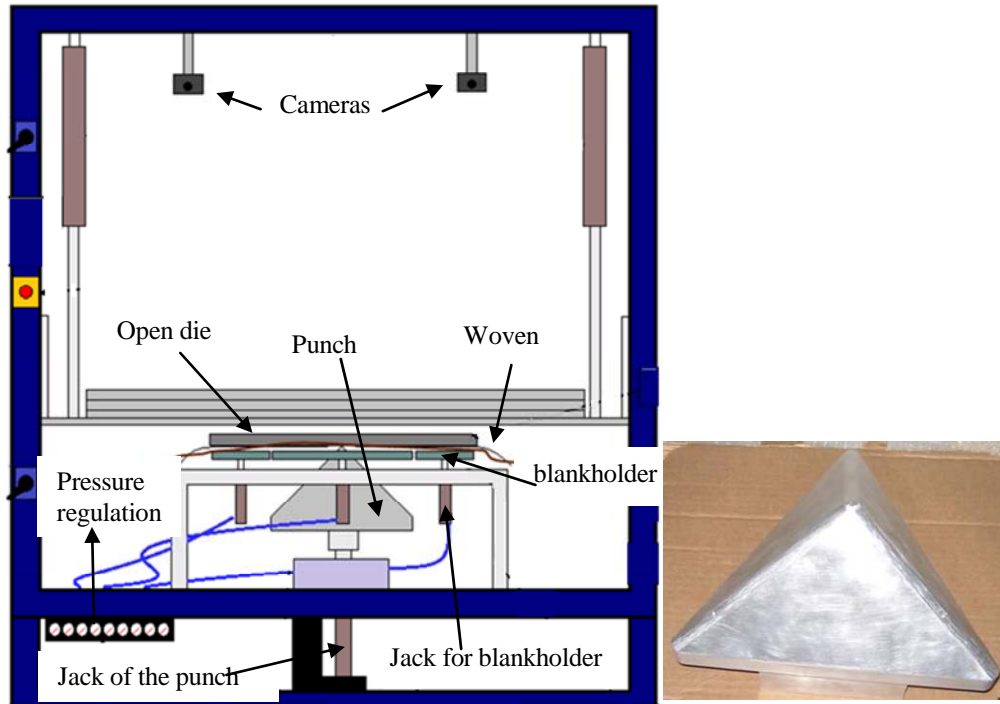 Cameras
Open die
Punch
Woven
blankholder
Pressure
regulation
Jack of the punch
Jack for blankholder